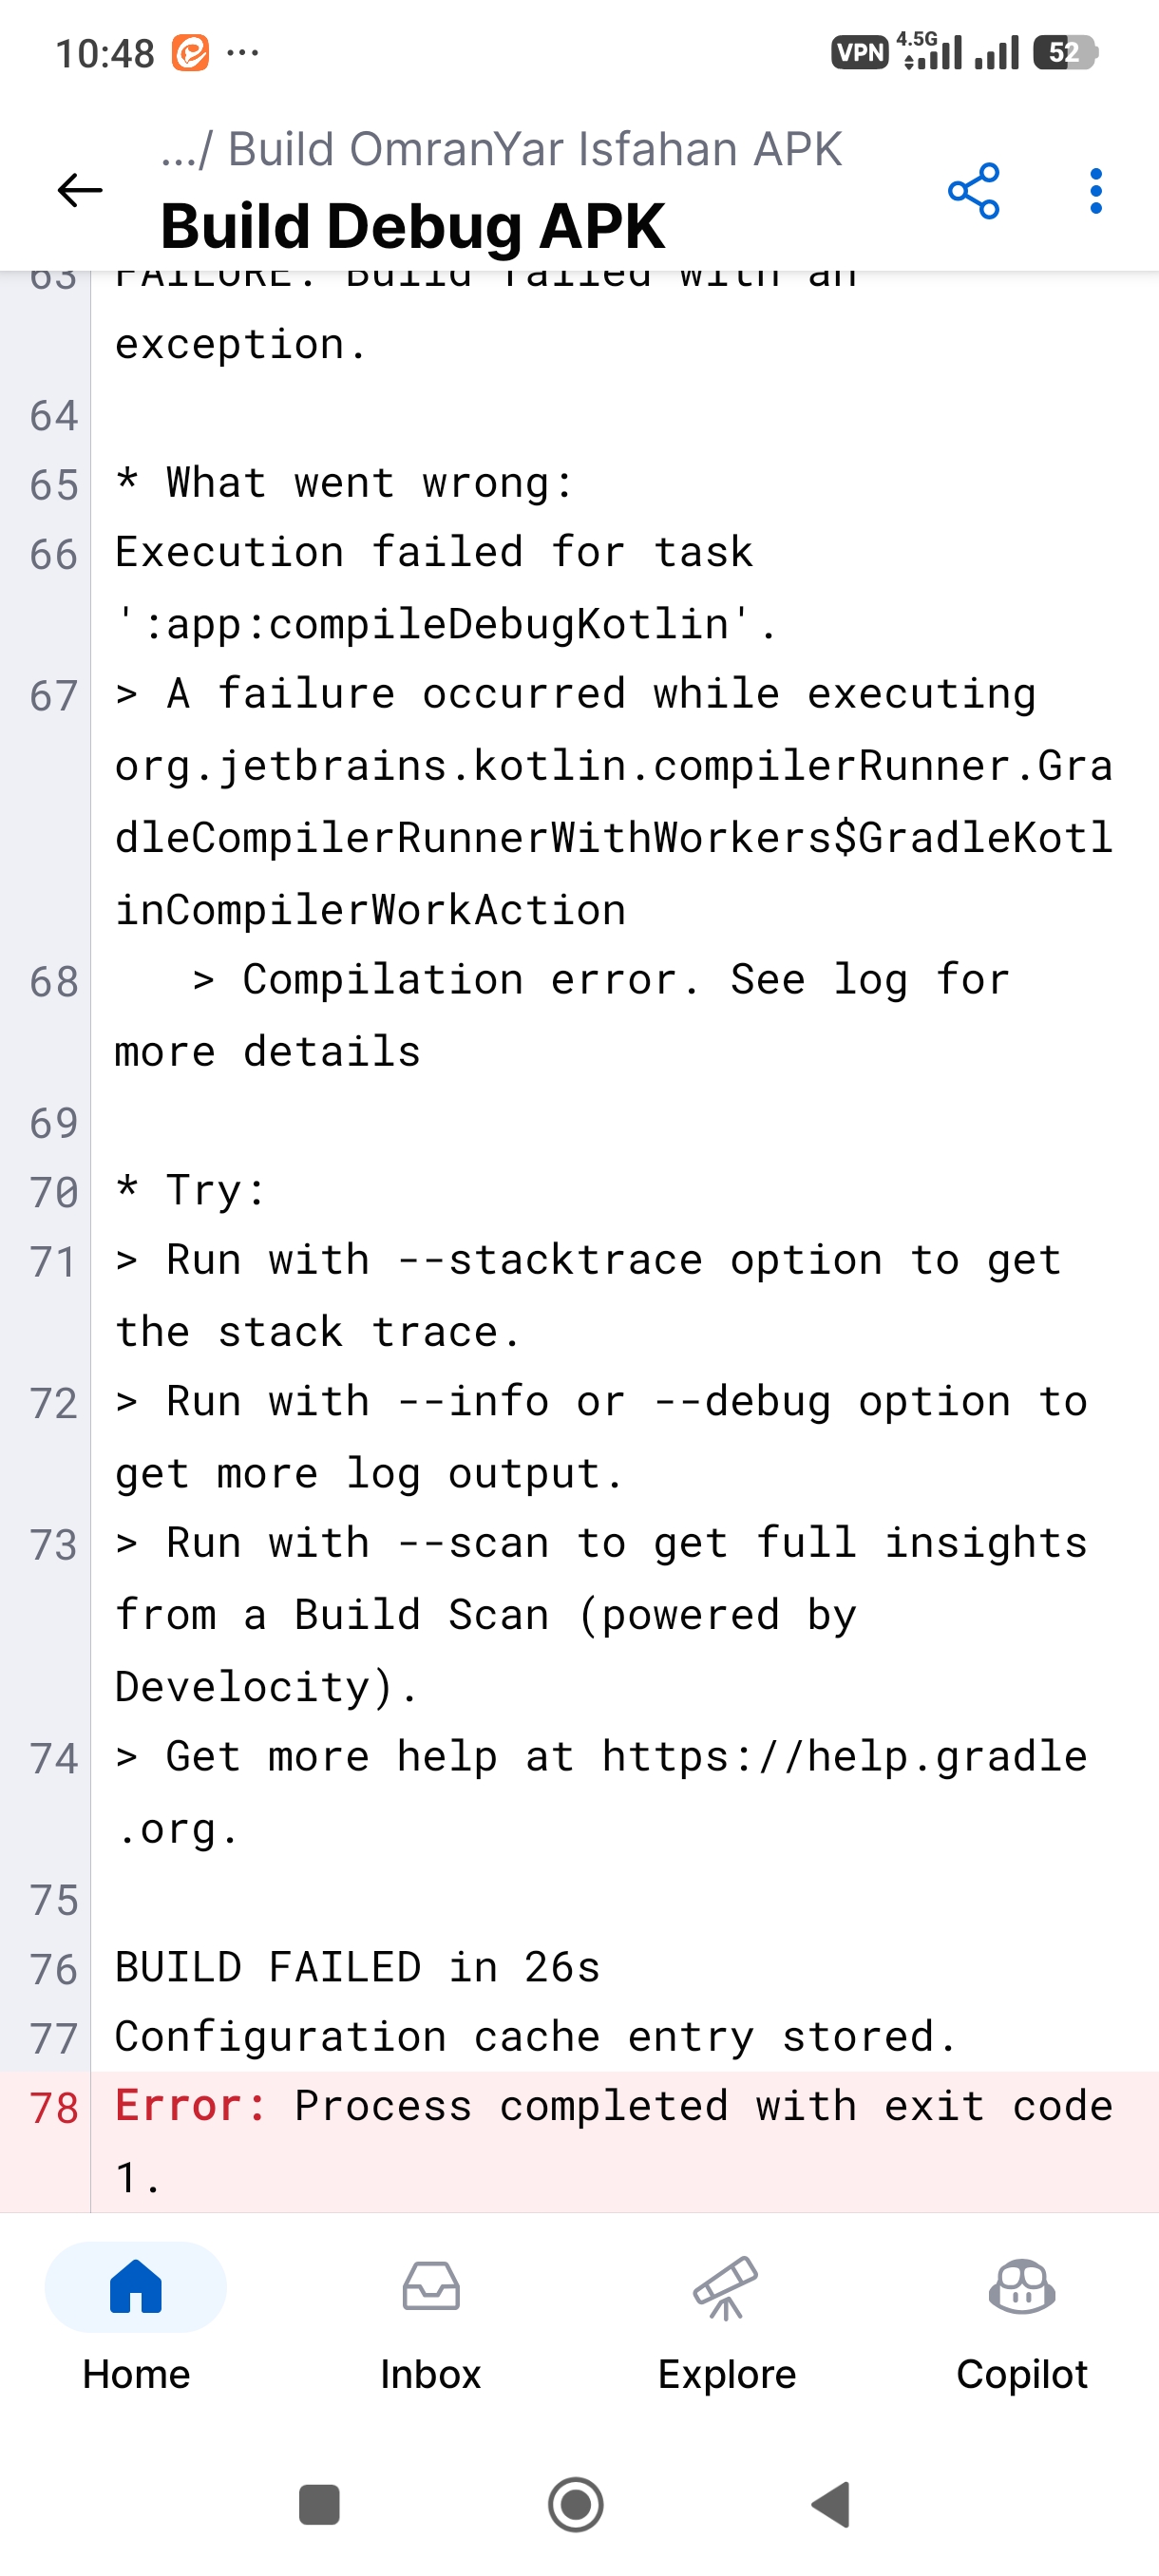 10:48
VPN 4.5G 52
.../ Build OmranYar Isfahan APK
Build Debug APK
63 FAILURE: Build failed with an
exception.
64
65 * What went wrong:
66 Execution failed for task
':app:compileDebugKotlin'.
67 > A failure occurred while executing
org.jetbrains.kotlin.compilerRunner.Gra
dleCompilerRunnerWithWorkers$GradleKotl
inCompilerWorkAction
68 > Compilation error. See log for
more details
69
70 * Try:
71 > Run with --stacktrace option to get
the stack trace.
72 > Run with --info or --debug option to
get more log output.
73 > Run with --scan to get full insights
from a Build Scan (powered by
Develocity).
74 > Get more help at https://help.gradle
.org.
75
76 BUILD FAILED in 26s
77 Configuration cache entry stored.
78 Error: Process completed with exit code
1.
Home Inbox Explore Copilot